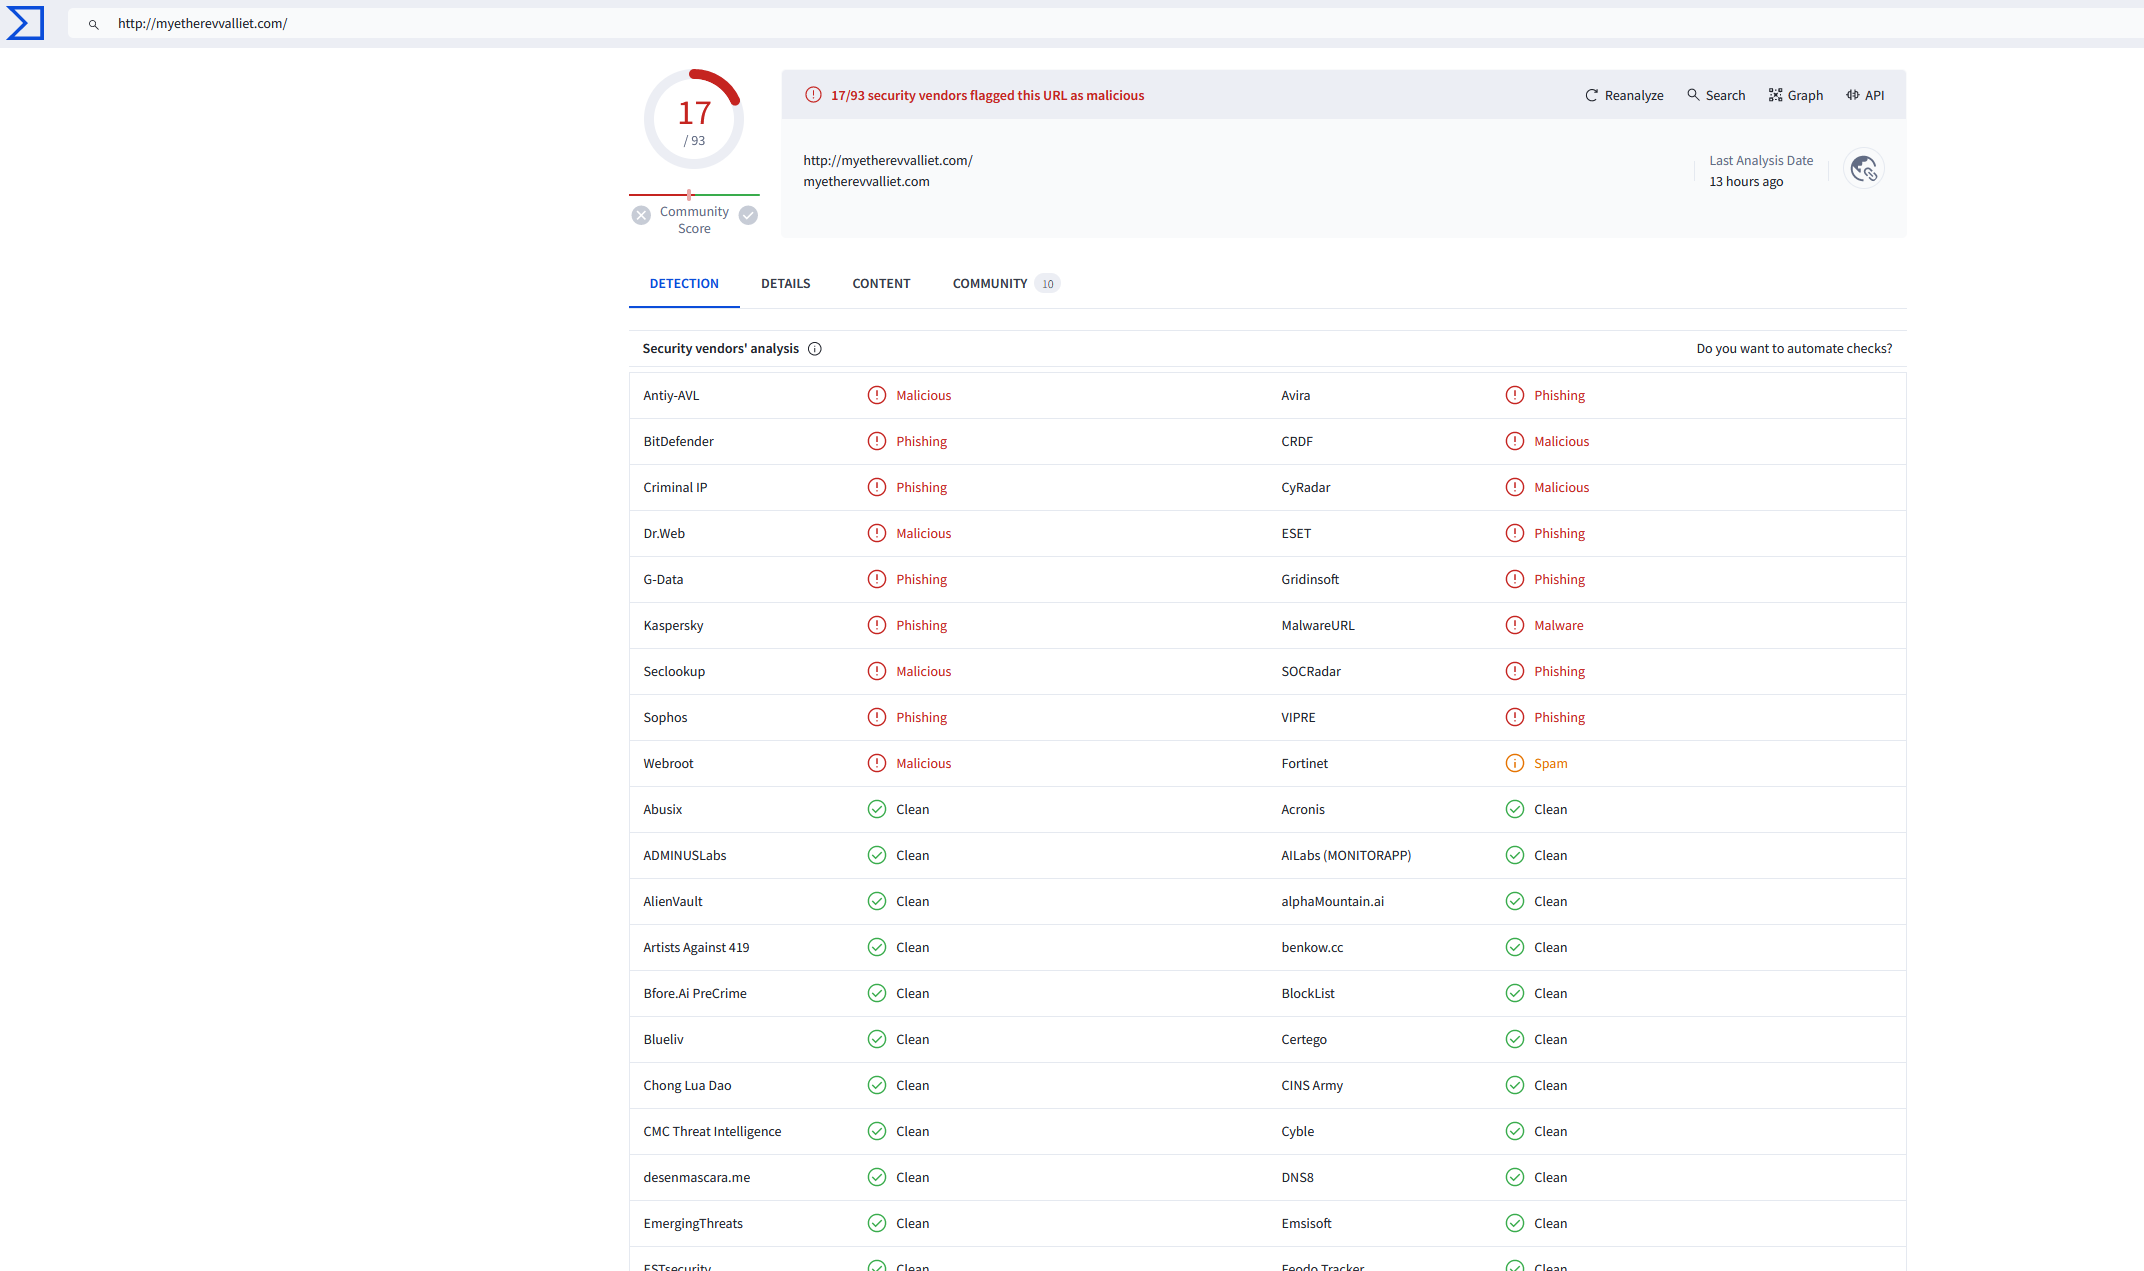 http://myetherevvalliet.com/
17
/ 93
Community
Score
17/93 security vendors flagged this URL as malicious
Reanalyze Search Graph API
http://myetherevvalliet.com/
myetherevvalliet.com
Last Analysis Date
13 hours ago
DETECTION DETAILS CONTENT COMMUNITY 10
Security vendors' analysis Do you want to automate checks?
Antiy-AVL Malicious Avira Phishing
BitDefender Phishing CRDF Malicious
Criminal IP Phishing CyRadar Malicious
Dr.Web Malicious ESET Phishing
G-Data Phishing Gridinsoft Phishing
Kaspersky Phishing MalwareURL Malware
Seclookup Malicious SOCRadar Phishing
Sophos Phishing VIPRE Phishing
Webroot Malicious Fortinet Spam
Abusix Clean Acronis Clean
ADMINUSLabs Clean AILabs (MONITORAPP) Clean
AlienVault Clean alphaMountain.ai Clean
Artists Against 419 Clean benkow.cc Clean
Bfore.Ai PreCrime Clean BlockList Clean
Blueliv Clean Certego Clean
Chong Lua Dao Clean CINS Army Clean
CMC Threat Intelligence Clean Cyble Clean
desenmascara.me Clean DNS8 Clean
EmergingThreats Clean Emsisoft Clean
ESTsecurity Clean Feodo Tracker Clean